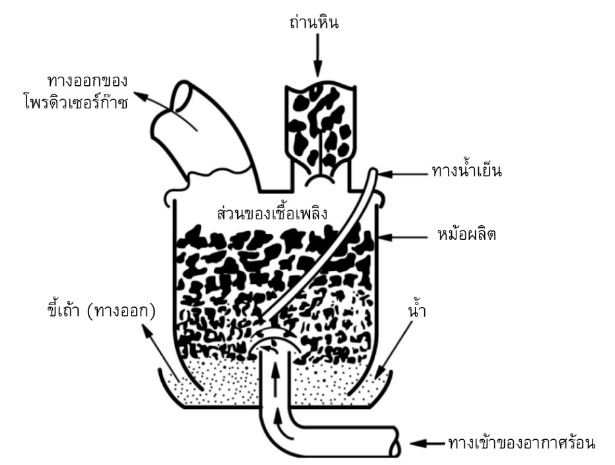 ถ่านหิน
ทางออกของ
โพรดิวเซอร์ก๊าซ
ทางน้ำเย็น
ส่วนของเชื้อเพลิง
หม้อผลิต
ขี้เถ้า (ทางออก)
น้ำ
ทางเข้าของอากาศร้อน